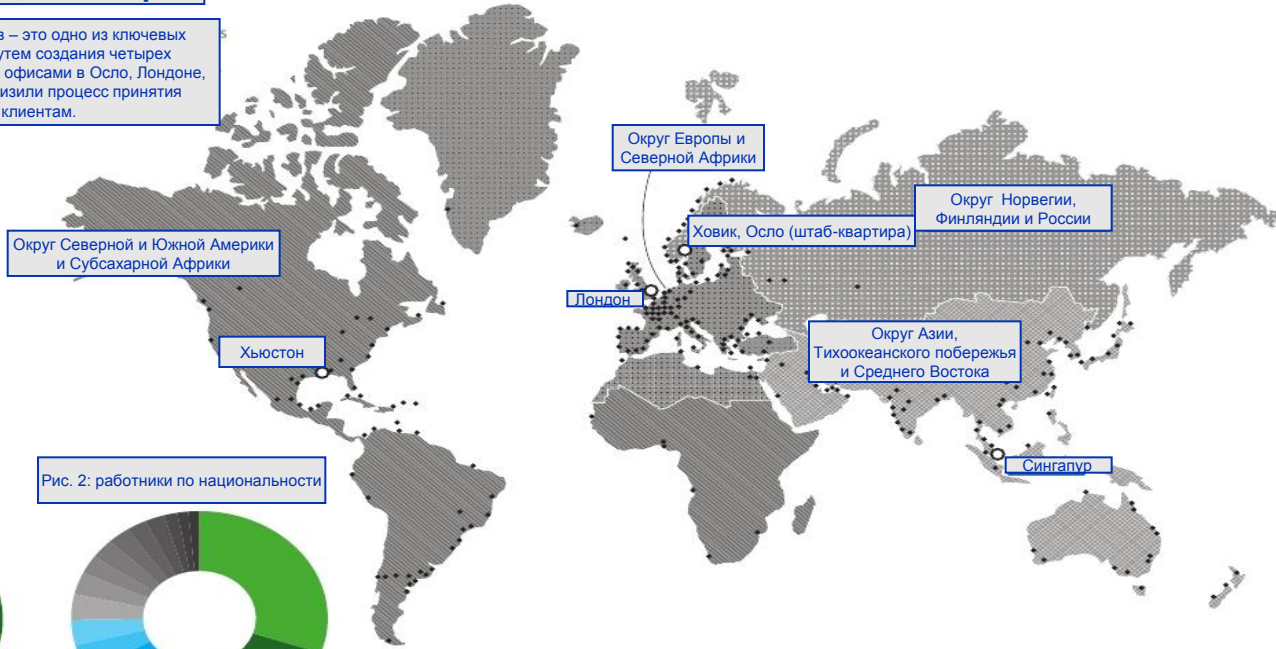 в – это одно из ключевых
утем создания четырех
офисами в Осло, Лондоне,
изили процесс принятия
клиентам.
Округ Европы и
Северной Африки
Округ Норвегии,
Финляндии и России
Ховик, Осло (штаб-квартира)
Округ Северной и Южной Америки
и Субсахарной Африки
Лондон
Округ Азии,
Тихоокеанского побережья
и Среднего Востока
Хьюстон
Сингапур
Рис. 2: работники по национальности